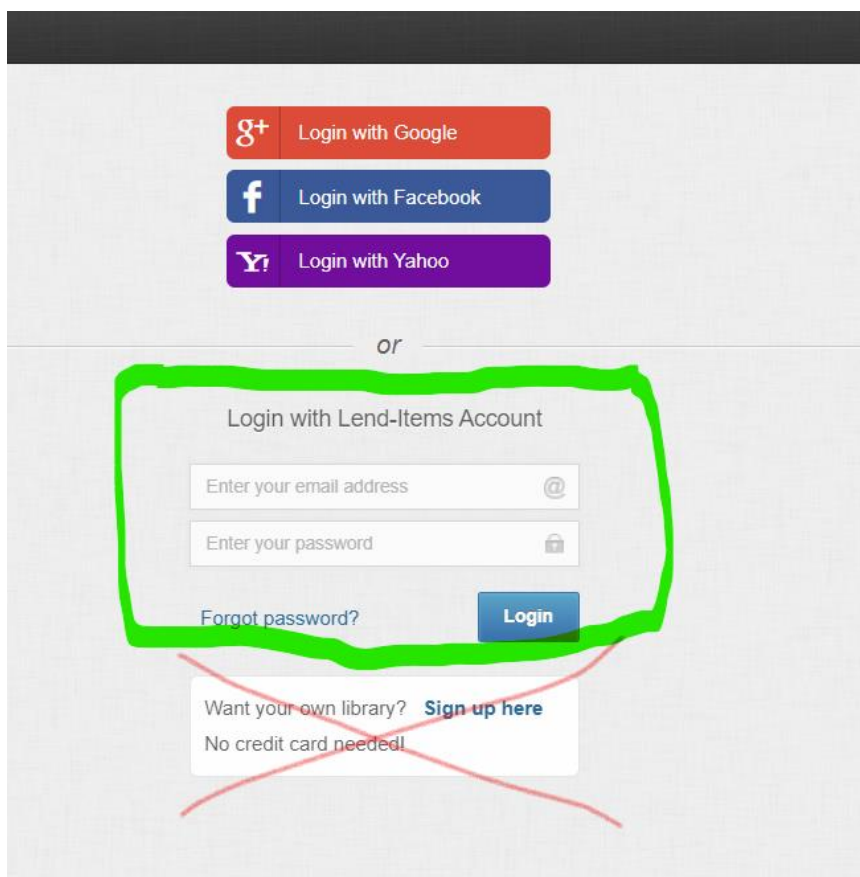 g+ Login with Google
f Login with Facebook
Y! Login with Yahoo
or
Login with Lend-Items Account
Enter your email address @
Enter your password
Forgot password? Login
Want your own library? Sign up here
No credit card needed!